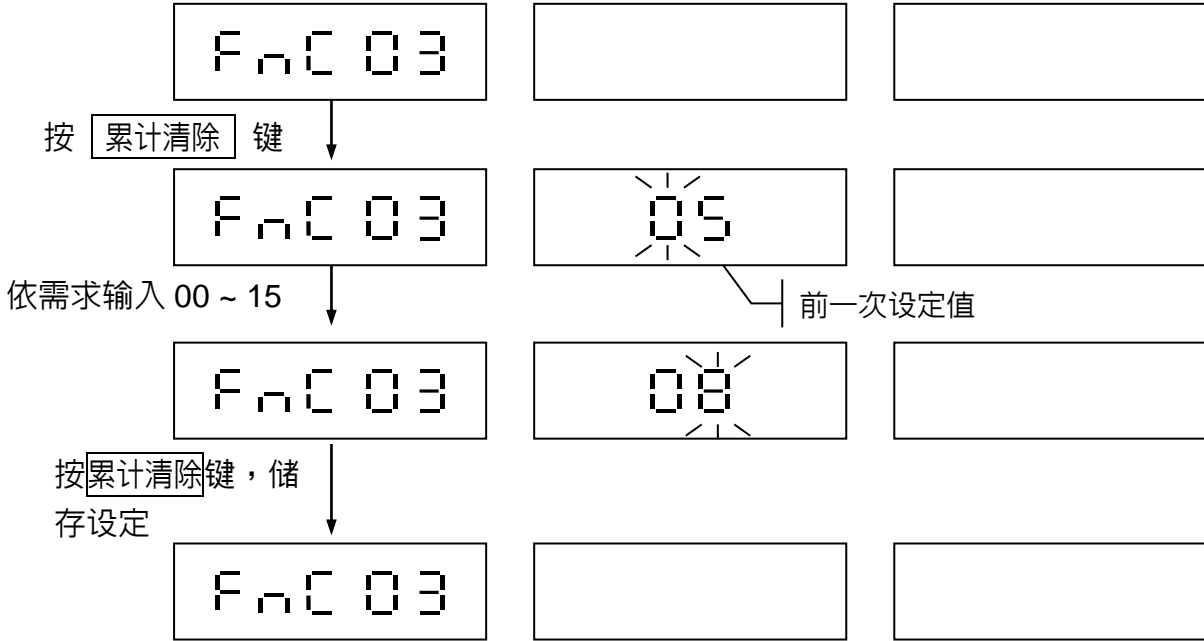 FnC 03
按 累计清除 键
FnC 03 05
依需求输入 00 ~ 15
前一次设定值
FnC 03 08
按累计清除键，储
存设定
FnC 03